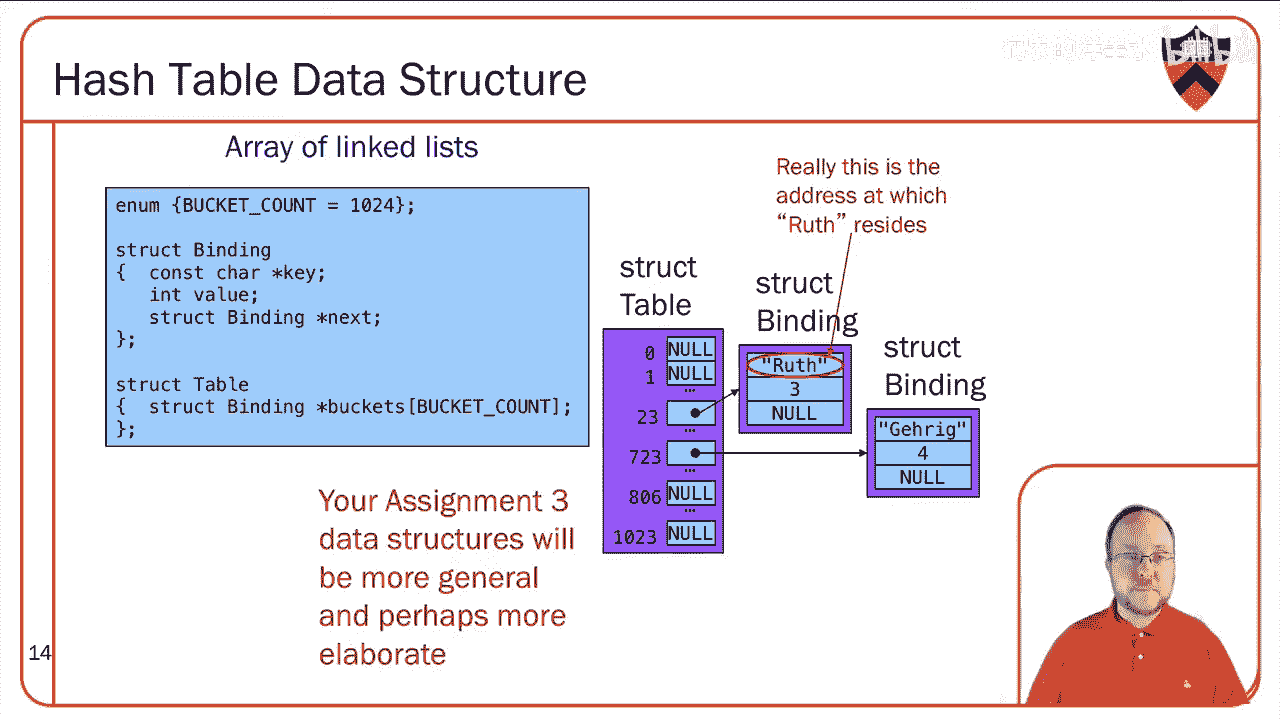 Hash Table Data Structure
Array of linked lists
enum {BUCKET_COUNT = 1024};
struct Binding
{  const char *key;
   int value;
   struct Binding *next;
};
struct Table
{  struct Binding *buckets[BUCKET_COUNT];
};
Your Assignment 3
data structures will
be more general
and perhaps more
elaborate
Really this is the
address at which
“Ruth” resides
struct
Table
0 NULL
1 NULL
…
23
…
723
…
806 NULL
…
1023 NULL
struct
Binding
"Ruth"
3
NULL
struct
Binding
"Gehrig"
4
NULL
14